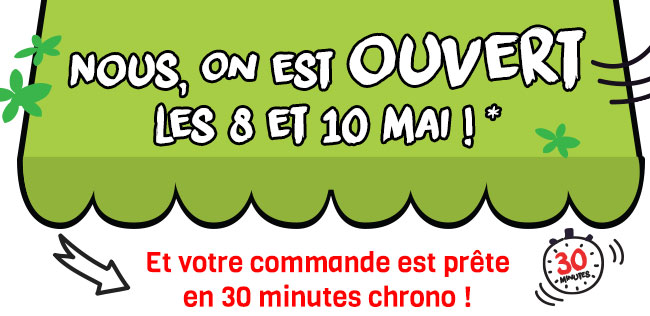 NOUS, ON EST OUVERT
LES 8 ET 10 MAI ! *
Et votre commande est prête
en 30 minutes chrono !
30
MINUTES